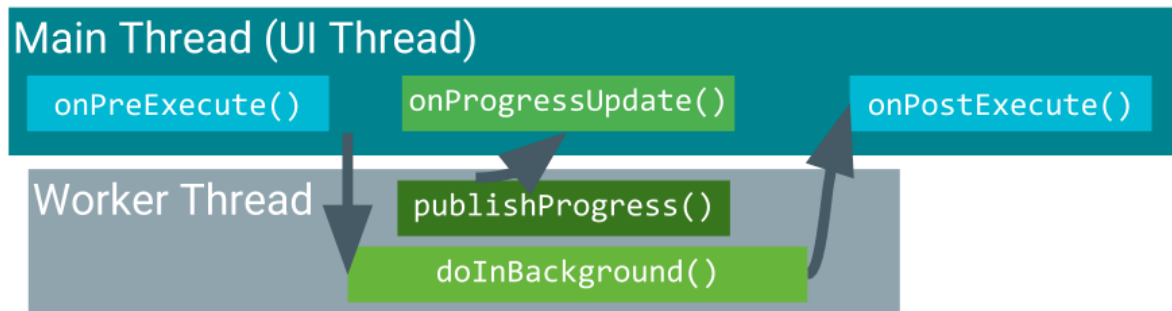 Main Thread (UI Thread)
onPreExecute()
onProgressUpdate()
onPostExecute()
Worker Thread
publishProgress()
doInBackground()